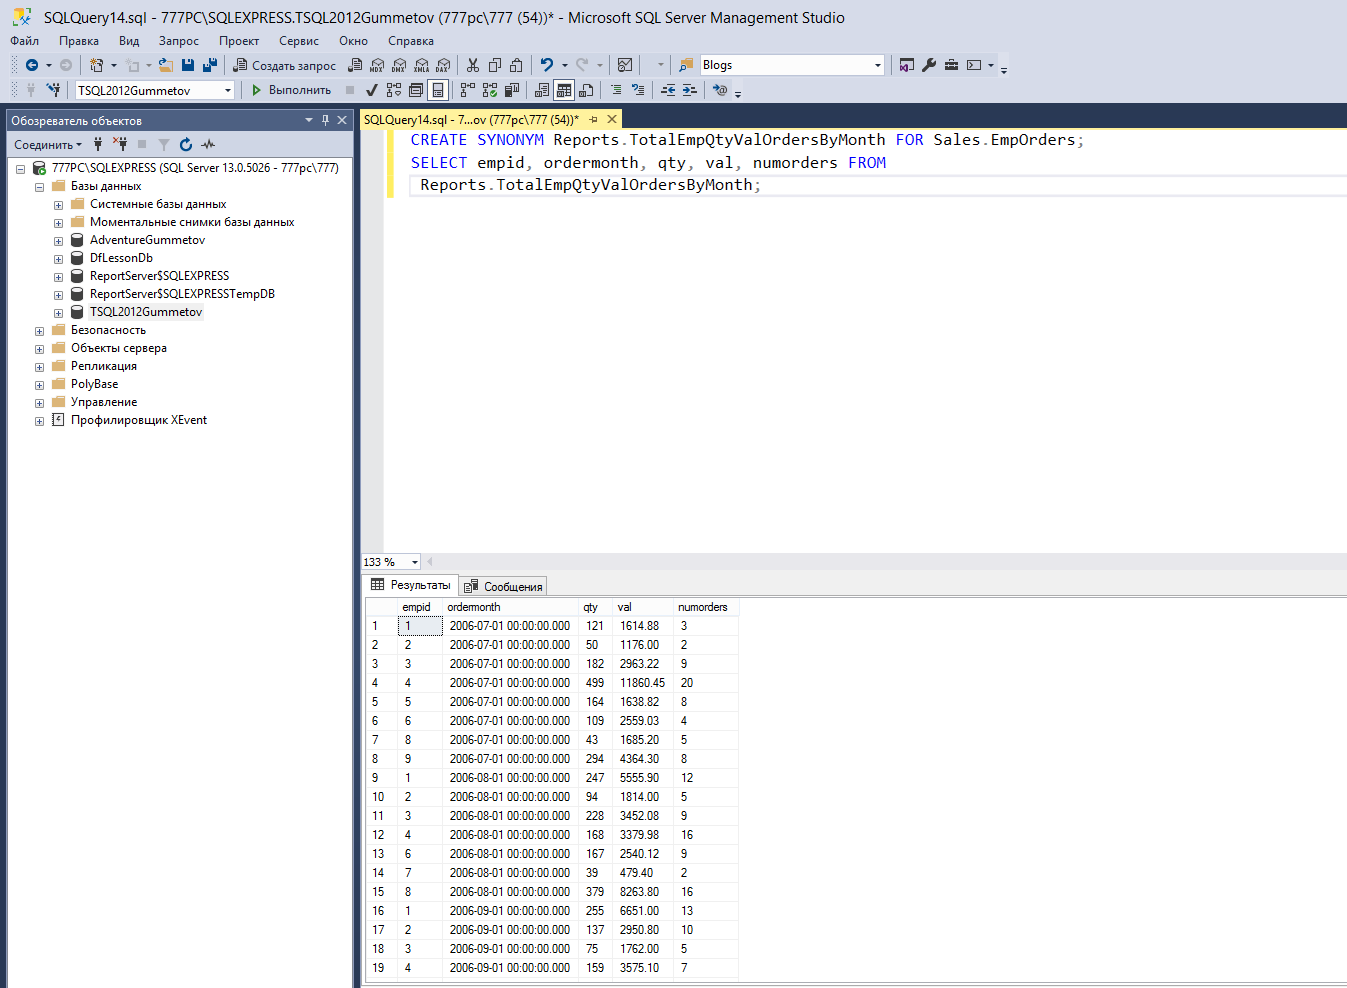 SQLQuery14.sql - 777PC\SQLEXPRESS.TSQL2012Gummetov (777pc\777 (54))* - Microsoft SQL Server Management Studio
Файл Правка Вид Запрос Проект Сервис Окно Справка
Создать запрос MDX DMX XMLA DAX Blogs
TSQL2012Gummetov Выполнить
Обозреватель объектов
SQLQuery14.sql - 7...ov (777pc\777 (54))*
Соединить
777PC\SQLEXPRESS (SQL Server 13.0.5026 - 777pc\777)
Базы данных
Системные базы данных
Моментальные снимки базы данных
AdventureGummetov
DfLessonDb
ReportServer$SQLEXPRESS
ReportServer$SQLEXPRESSTempDB
TSQL2012Gummetov
Безопасность
Объекты сервера
Репликация
PolyBase
Управление
Профилировщик XEvent
CREATE SYNONYM Reports.TotalEmpQtyValOrdersByMonth FOR Sales.EmpOrders;
SELECT empid, ordermonth, qty, val, numorders FROM
Reports.TotalEmpQtyValOrdersByMonth;
133 %
Результаты Сообщения
empid ordermonth qty val numorders
1 1 2006-07-01 00:00:00.000 121 1614.88 3
2 2 2006-07-01 00:00:00.000 50 1176.00 2
3 3 2006-07-01 00:00:00.000 182 2963.22 9
4 4 2006-07-01 00:00:00.000 499 11860.45 20
5 5 2006-07-01 00:00:00.000 164 1638.82 8
6 6 2006-07-01 00:00:00.000 109 2559.03 4
7 8 2006-07-01 00:00:00.000 43 1685.20 5
8 9 2006-07-01 00:00:00.000 294 4364.30 8
9 1 2006-08-01 00:00:00.000 247 5555.90 12
10 2 2006-08-01 00:00:00.000 94 1814.00 5
11 3 2006-08-01 00:00:00.000 228 3452.08 9
12 4 2006-08-01 00:00:00.000 168 3379.98 16
13 6 2006-08-01 00:00:00.000 167 2540.12 9
14 7 2006-08-01 00:00:00.000 39 479.40 2
15 8 2006-08-01 00:00:00.000 379 8263.80 16
16 1 2006-09-01 00:00:00.000 255 6651.00 13
17 2 2006-09-01 00:00:00.000 137 2950.80 10
18 3 2006-09-01 00:00:00.000 75 1762.00 5
19 4 2006-09-01 00:00:00.000 159 3575.10 7